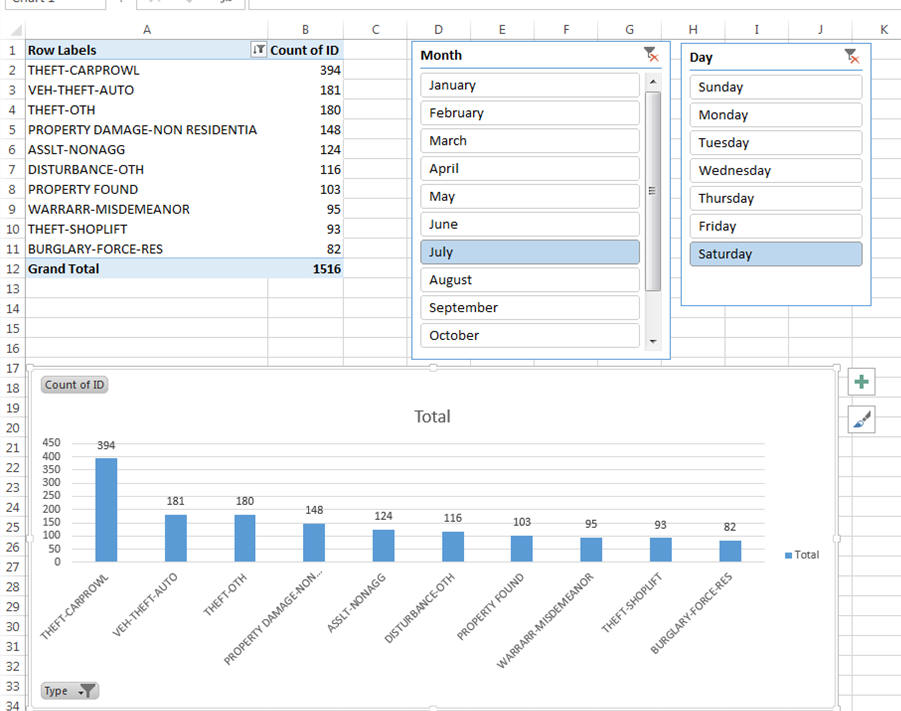 A B C D E F G H I J K
1 Row Labels Count of ID
2 THEFT-CARPROWL 394
3 VEH-THEFT-AUTO 181
4 THEFT-OTH 180
5 PROPERTY DAMAGE-NON RESIDENTIA 148
6 ASSLT-NONAGG 124
7 DISTURBANCE-OTH 116
8 PROPERTY FOUND 103
9 WARRARR-MISDEMEANOR 95
10 THEFT-SHOPLIFT 93
11 BURGLARY-FORCE-RES 82
12 Grand Total 1516
13
14
15
16
17
18
19
20
21
22
23
24
25
26
27
28
29
30
31
32
33
34
Month
January
February
March
April
May
June
July
August
September
October
Day
Sunday
Monday
Tuesday
Wednesday
Thursday
Friday
Saturday
Count of ID
Total
450
400
350
300
250
200
150
100
50
0
394 181 180 148 124 116 103 95 93 82
THEFT-CARPROWL
VEH-THEFT-AUTO
THEFT-OTH
PROPERTY DAMAGE-NON...
ASSLT-NONAGG
DISTURBANCE-OTH
PROPERTY FOUND
WARRARR-MISDEMEANOR
THEFT-SHOPLIFT
BURGLARY-FORCE-RES
Total
Type